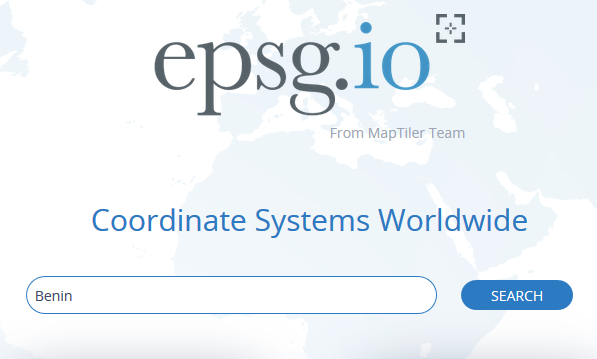 epsg.io
From MapTiler Team
Coordinate Systems Worldwide
Benin
SEARCH